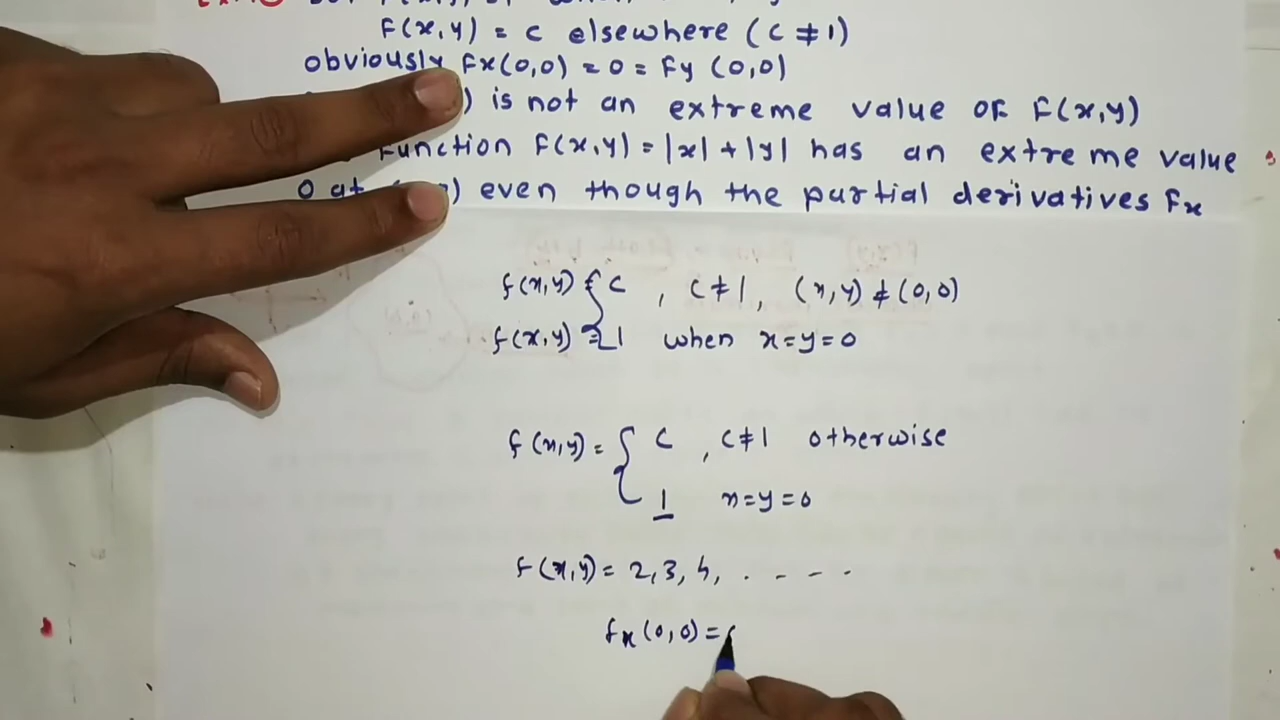 F(x,y) = c elsewhere (c ≠ 1)
obviously Fx(0,0) = 0 = Fy (0,0)
) is not an extreme value OF F(x,y)
Function F(x,y) = |x| + |y| has an extreme value
0 at ) even though the partial derivatives Fx
f(x,y) = { c , c ≠ 1, (x,y) ≠ (0,0)
f(x,y) = 1 when x=y=0
f(x,y) = { c , c≠1 otherwise
1 x=y=0
f(x,y) = 2,3,4, . - - -
fx(0,0) =